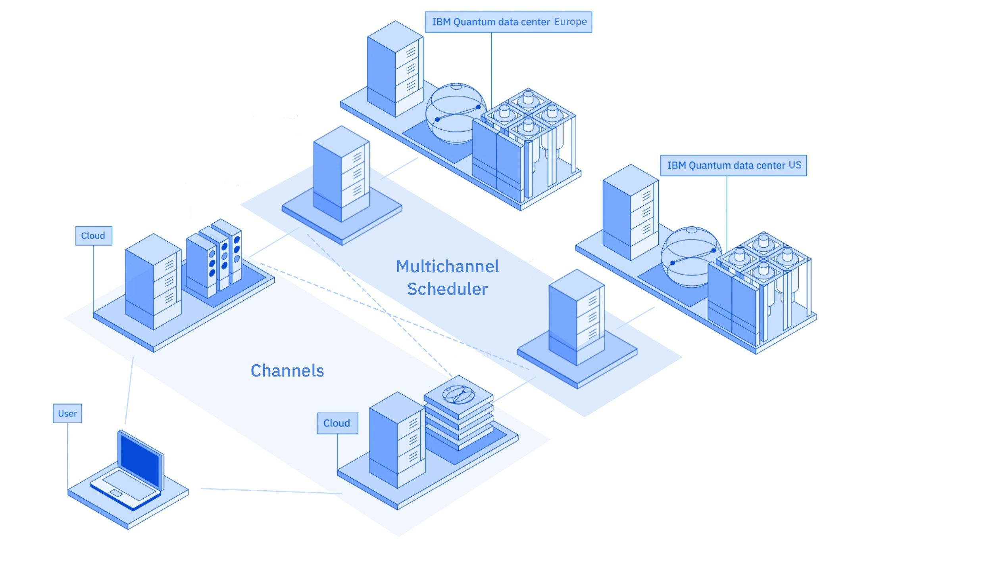 IBM Quantum data center Europe
IBM Quantum data center US
Cloud
Multichannel
Scheduler
Channels
User
Cloud